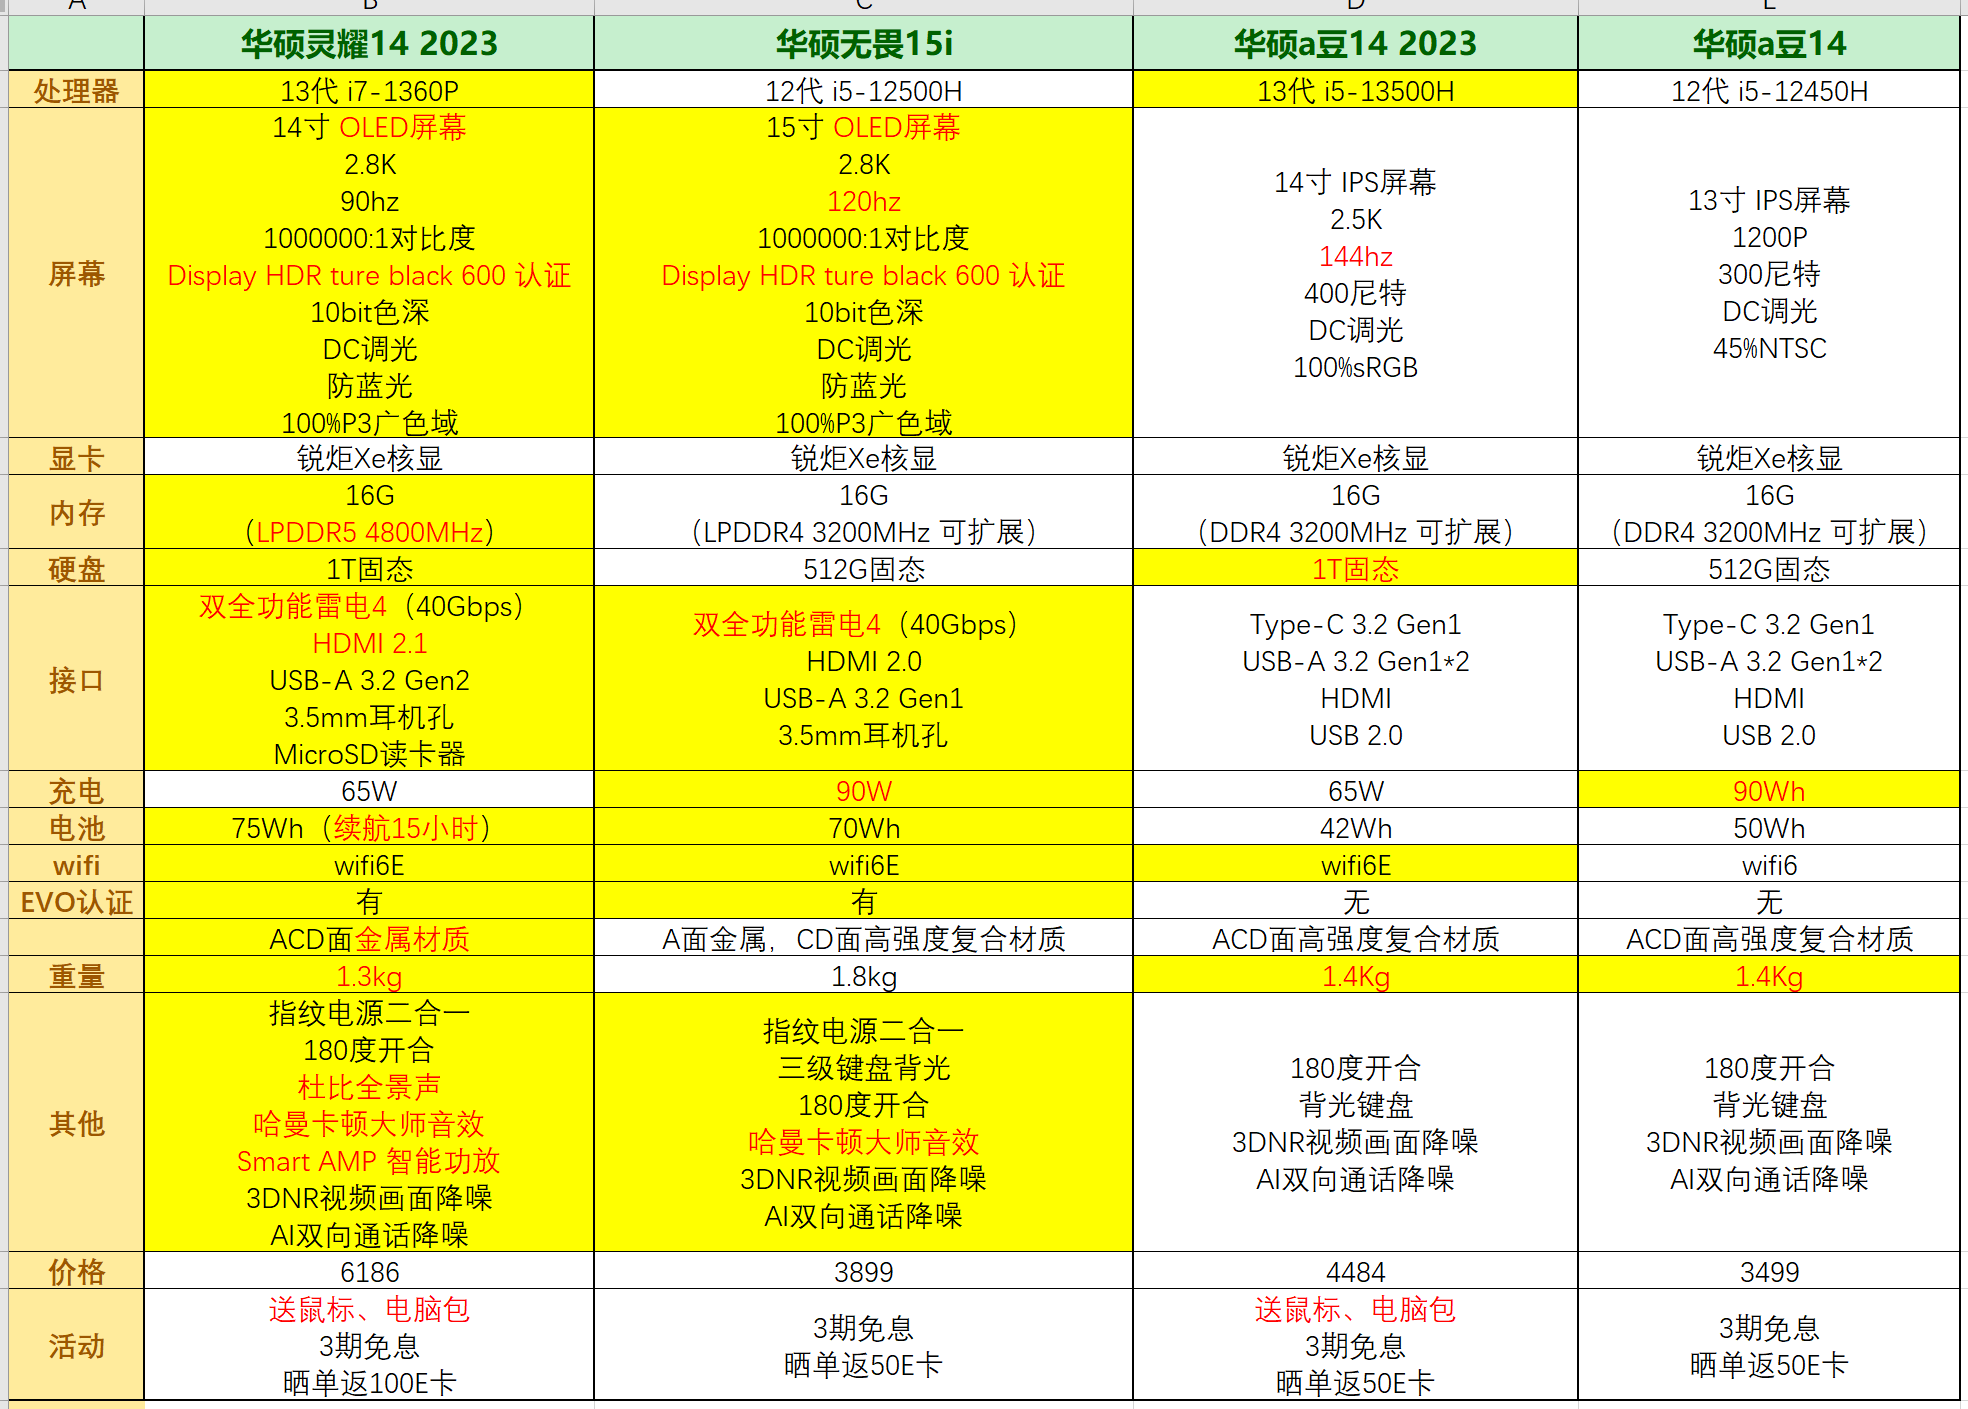 A B C D E
华硕灵耀14 2023 华硕无畏15i 华硕a豆14 2023 华硕a豆14
处理器 13代 i7-1360P 12代 i5-12500H 13代 i5-13500H 12代 i5-12450H
屏幕
14寸 OLED屏幕
2.8K
90hz
1000000:1对比度
Display HDR ture black 600 认证
10bit色深
DC调光
防蓝光
100%P3广色域
15寸 OLED屏幕
2.8K
120hz
1000000:1对比度
Display HDR ture black 600 认证
10bit色深
DC调光
防蓝光
100%P3广色域
14寸 IPS屏幕
2.5K
144hz
400尼特
DC调光
100%sRGB
13寸 IPS屏幕
1200P
300尼特
DC调光
45%NTSC
显卡 锐炬Xe核显 锐炬Xe核显 锐炬Xe核显 锐炬Xe核显
内存
16G
（LPDDR5 4800MHz）
16G
（LPDDR4 3200MHz 可扩展）
16G
（DDR4 3200MHz 可扩展）
16G
（DDR4 3200MHz 可扩展）
硬盘 1T固态 512G固态 1T固态 512G固态
接口
双全功能雷电4（40Gbps）
HDMI 2.1
USB-A 3.2 Gen2
3.5mm耳机孔
MicroSD读卡器
双全功能雷电4（40Gbps）
HDMI 2.0
USB-A 3.2 Gen1
3.5mm耳机孔
Type-C 3.2 Gen1
USB-A 3.2 Gen1*2
HDMI
USB 2.0
Type-C 3.2 Gen1
USB-A 3.2 Gen1*2
HDMI
USB 2.0
充电 65W 90W 65W 90Wh
电池 75Wh（续航15小时） 70Wh 42Wh 50Wh
wifi wifi6E wifi6E wifi6E wifi6
EVO认证 有 有 无 无
ACD面金属材质 A面金属，CD面高强度复合材质 ACD面高强度复合材质 ACD面高强度复合材质
重量 1.3kg 1.8kg 1.4Kg 1.4Kg
其他
指纹电源二合一
180度开合
杜比全景声
哈曼卡顿大师音效
Smart AMP 智能功放
3DNR视频画面降噪
AI双向通话降噪
指纹电源二合一
三级键盘背光
180度开合
哈曼卡顿大师音效
3DNR视频画面降噪
AI双向通话降噪
180度开合
背光键盘
3DNR视频画面降噪
AI双向通话降噪
180度开合
背光键盘
3DNR视频画面降噪
AI双向通话降噪
价格 6186 3899 4484 3499
活动
送鼠标、电脑包
3期免息
晒单返100E卡
3期免息
晒单返50E卡
送鼠标、电脑包
3期免息
晒单返50E卡
3期免息
晒单返50E卡